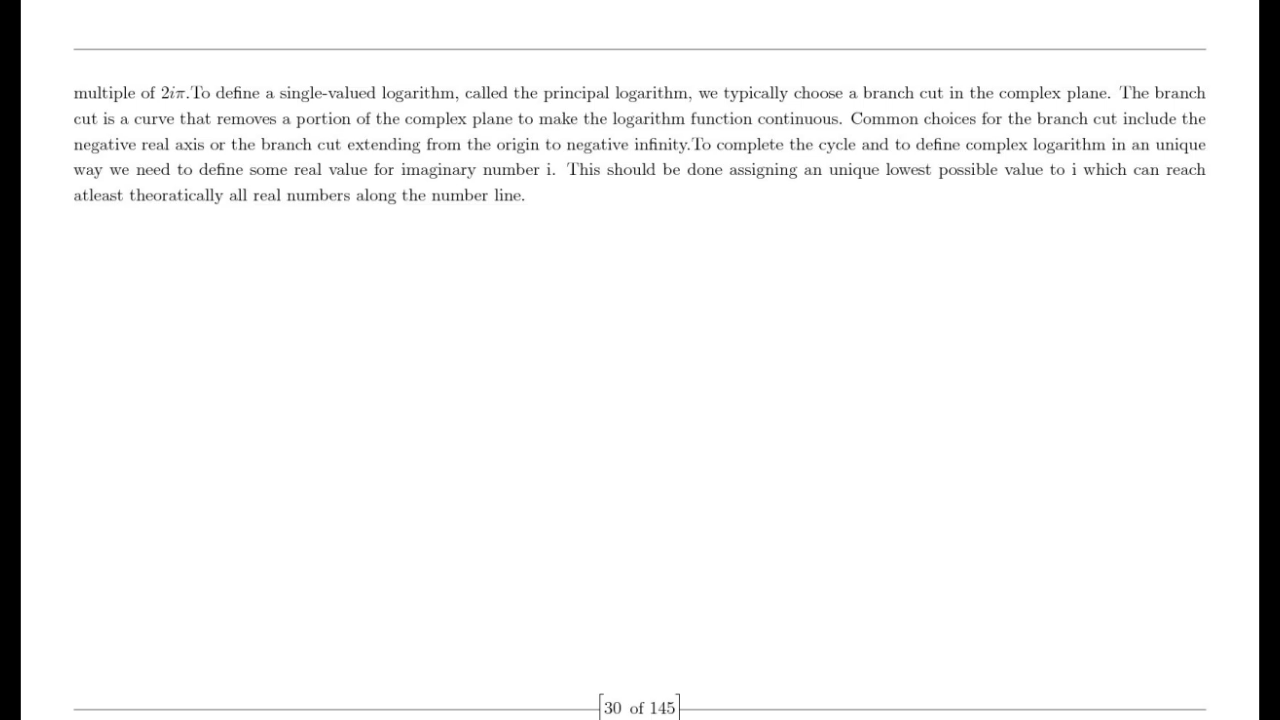 multiple of 2iπ.To define a single-valued logarithm, called the principal logarithm, we typically choose a branch cut in the complex plane. The branch
cut is a curve that removes a portion of the complex plane to make the logarithm function continuous. Common choices for the branch cut include the
negative real axis or the branch cut extending from the origin to negative infinity.To complete the cycle and to define complex logarithm in an unique
way we need to define some real value for imaginary number i. This should be done assigning an unique lowest possible value to i which can reach
atleast theoratically all real numbers along the number line.
30 of 145